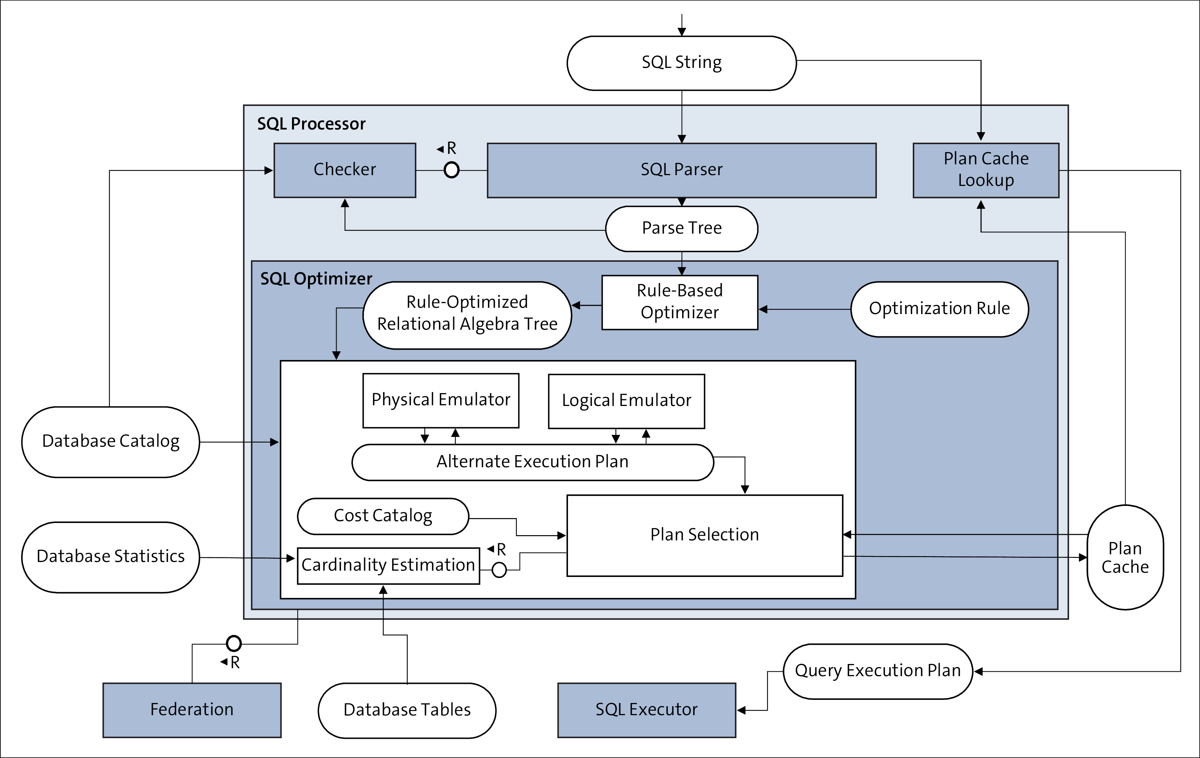 SQL String
SQL Processor
Checker
◄R
SQL Parser
Plan Cache
Lookup
Parse Tree
SQL Optimizer
Rule-Optimized
Relational Algebra Tree
Rule-Based
Optimizer
Optimization Rule
Physical Emulator
Logical Emulator
Database Catalog
Alternate Execution Plan
Cost Catalog
Plan Selection
Database Statistics
Cardinality Estimation
◄R
Plan
Cache
◄R
Query Execution Plan
Federation
Database Tables
SQL Executor